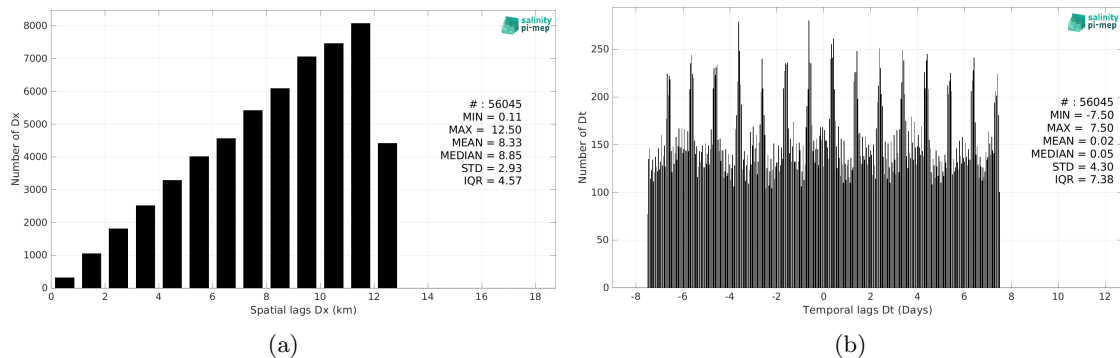 salinity
pi-mep
8000
7000
6000
5000
4000
3000
2000
1000
0
Number of Dx
# : 56045
MIN = 0.11
MAX = 12.50
MEAN = 8.33
MEDIAN = 8.85
STD = 2.93
IQR = 4.57
0 2 4 6 8 10 12 14 16 18
Spatial lags Dx (km)
(a)
salinity
pi-mep
250
200
150
100
50
0
Number of Dt
# : 56045
MIN = -7.50
MAX = 7.50
MEAN = 0.02
MEDIAN = 0.05
STD = 4.30
IQR = 7.38
-8 -6 -4 -2 0 2 4 6 8 10 12
Temporal lags Dt (Days)
(b)